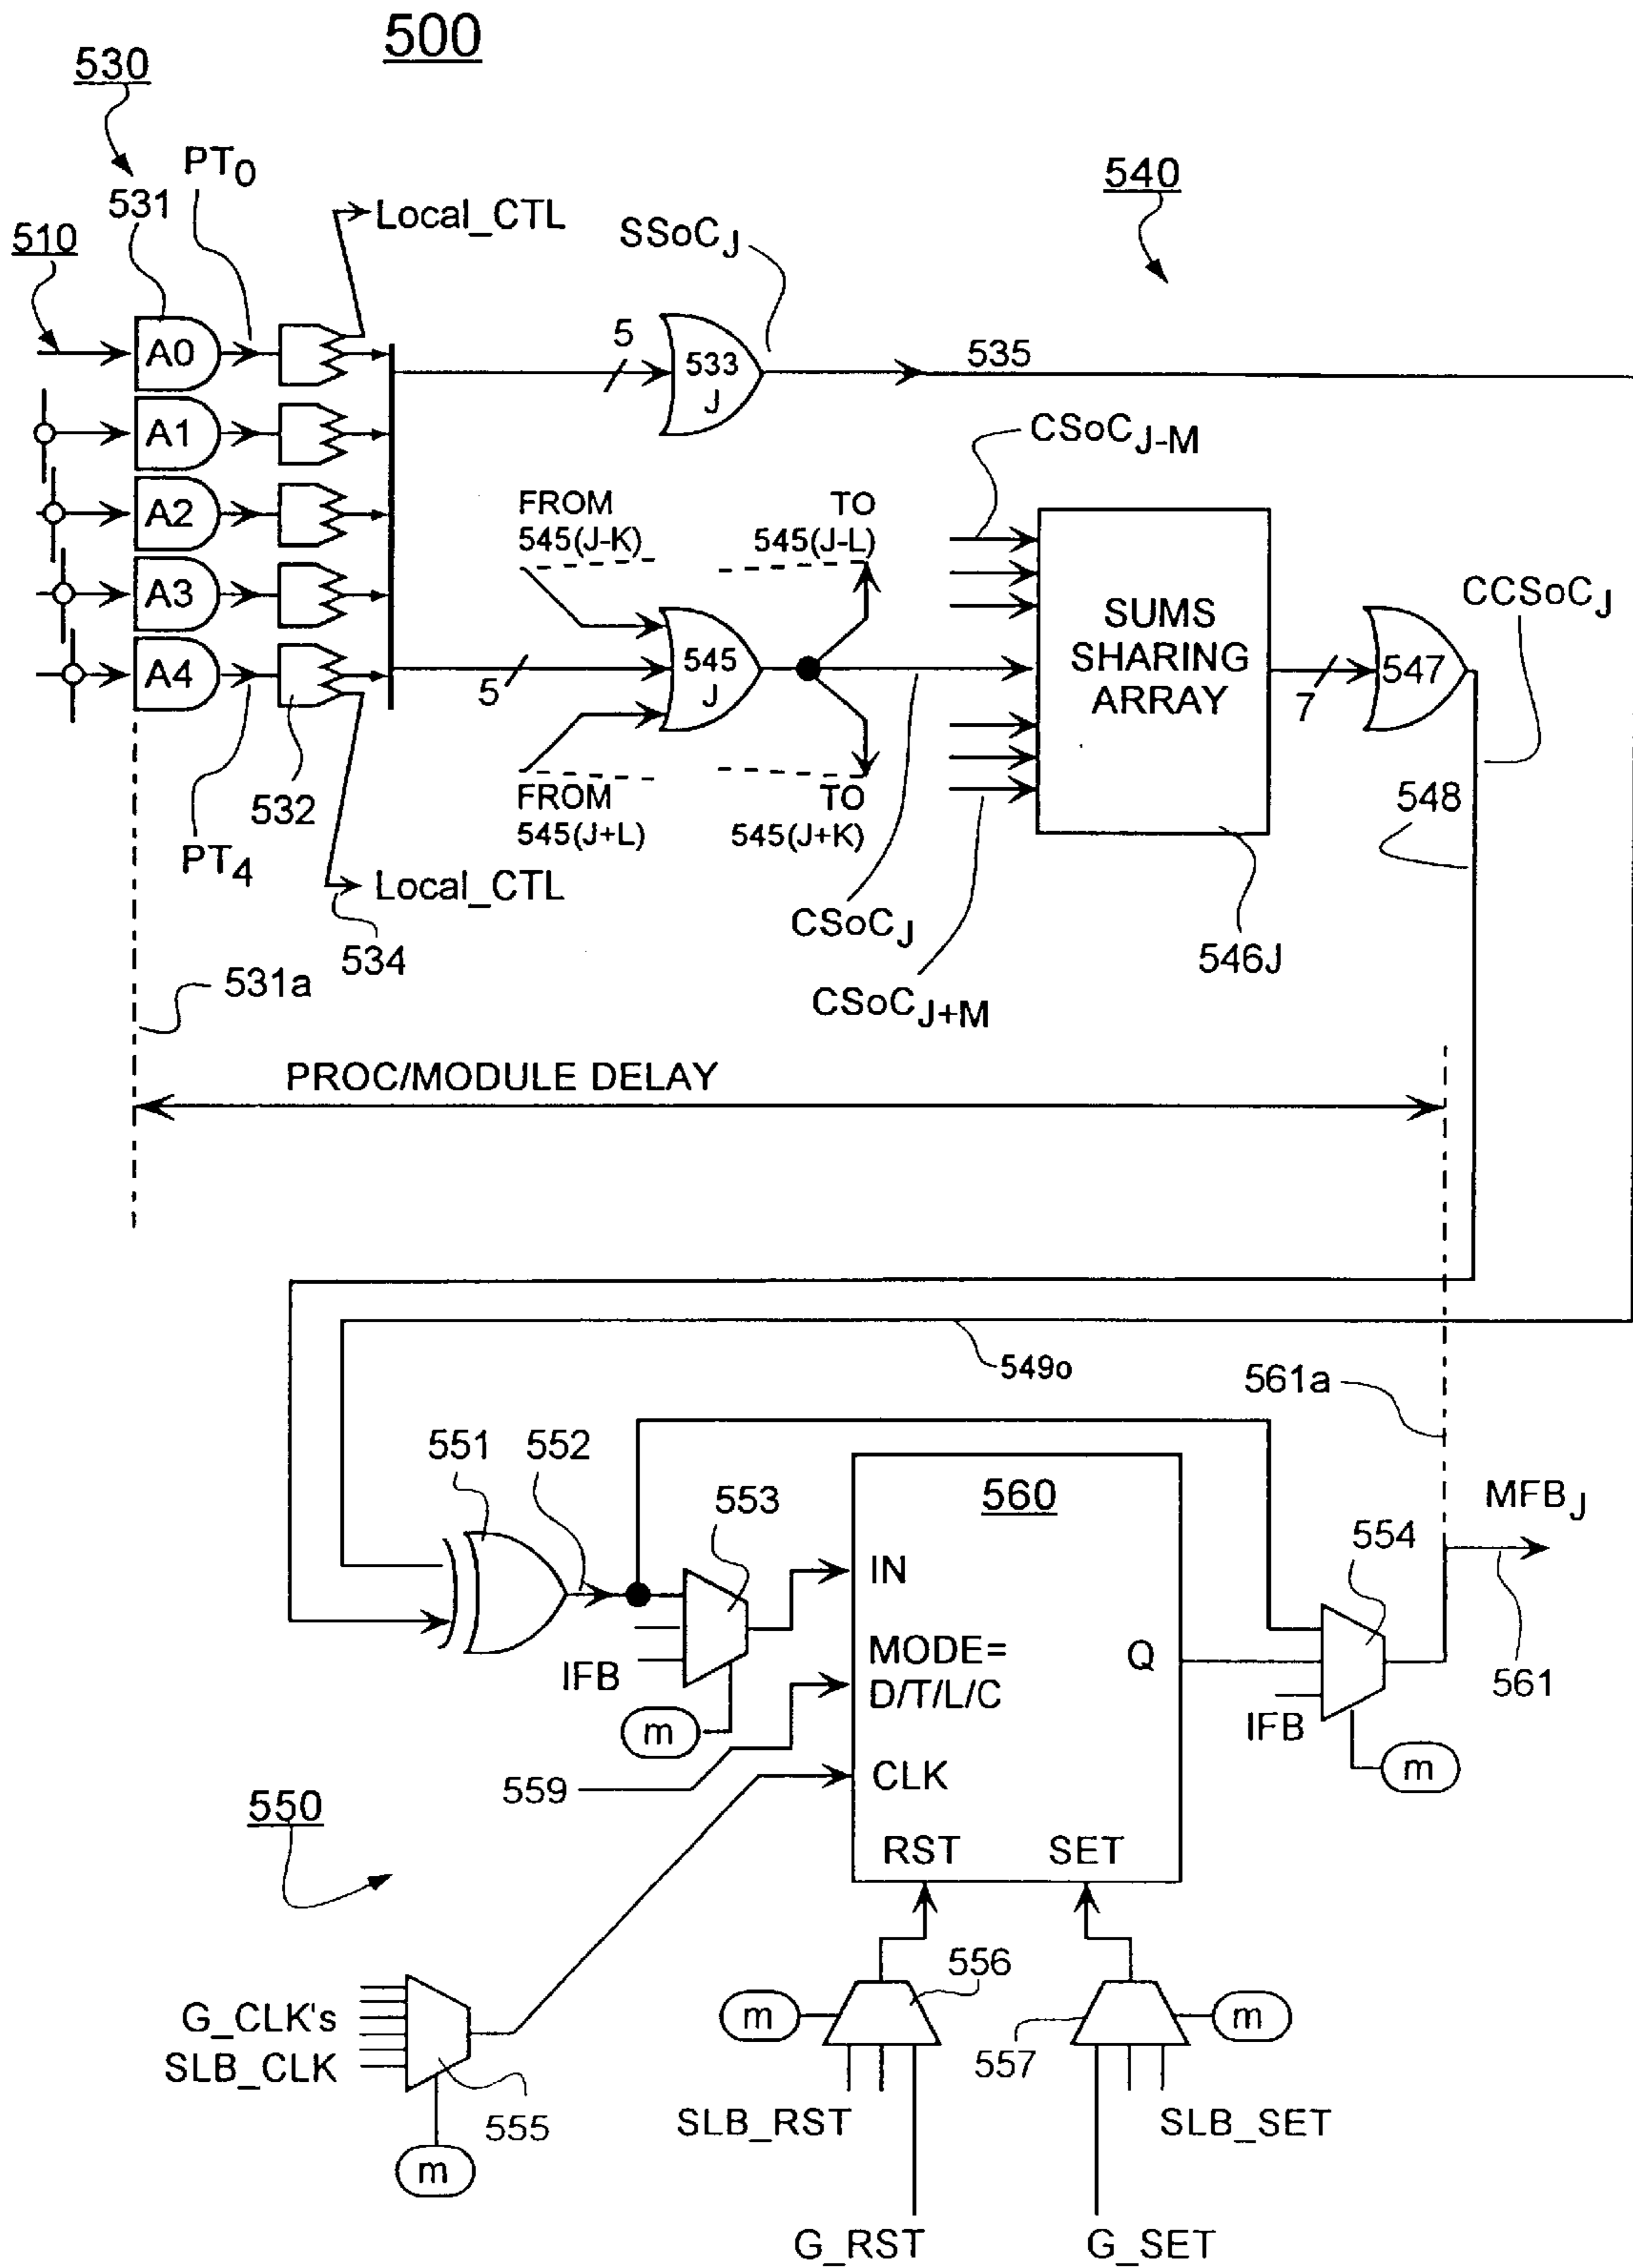 500
530
PT0
531
510
Local_CTL
SSoCJ
540
A0
A1
A2
A3
A4
5
533
J
535
CSoCJ-M
FROM
545(J-K)
TO
545(J-L)
545
J
5
FROM
545(J+L)
TO
545(J+K)
SUMS
SHARING
ARRAY
7
547
CCSoCJ
548
532
PT4
Local_CTL
534
531a
CSoCJ
CSoCJ+M
546J
PROC/MODULE DELAY
549o
561a
551
552
553
560
554
MFBJ
561
IN
MODE=
D/T/L/C
Q
CLK
RST
SET
IFB
m
559
IFB
m
550
G_CLK's
SLB_CLK
555
m
m
556
557
m
SLB_RST
SLB_SET
G_RST
G_SET